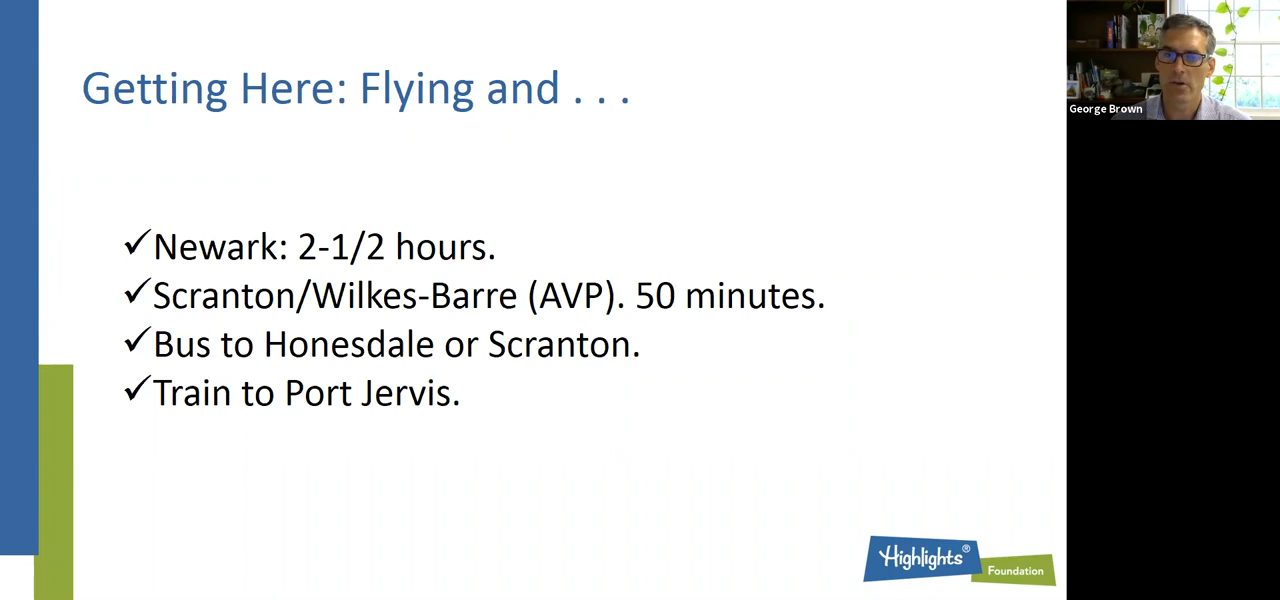 Getting Here: Flying and . . .
George Brown
✓Newark: 2-1/2 hours.
✓Scranton/Wilkes-Barre (AVP). 50 minutes.
✓Bus to Honesdale or Scranton.
✓Train to Port Jervis.
Highlights®
Foundation